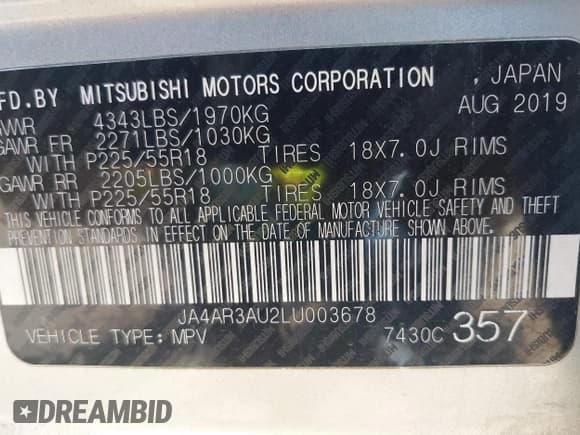 FD.BY MITSUBISHI MOTORS CORPORATION , JAPAN
AUG 2019
VWR 4343LBS/1970KG
GAWR FR 2271LBS/1030KG
WITH P225/55R18 TIRES 18X7.0J RIMS
GAWR RR 2205LBS/1000KG
WITH P225/55R18 TIRES 18X7.0J RIMS
THIS VEHICLE CONFORMS TO ALL APPLICABLE FEDERAL MOTOR VEHICLE SAFETY AND THEFT
PREVENTION STANDARDS IN EFFECT ON THE DATE OF MANUFACTURE SHOWN ABOVE.
JA4AR3AU2LU003678
VEHICLE TYPE:MPV 7430C 357
DREAMBID